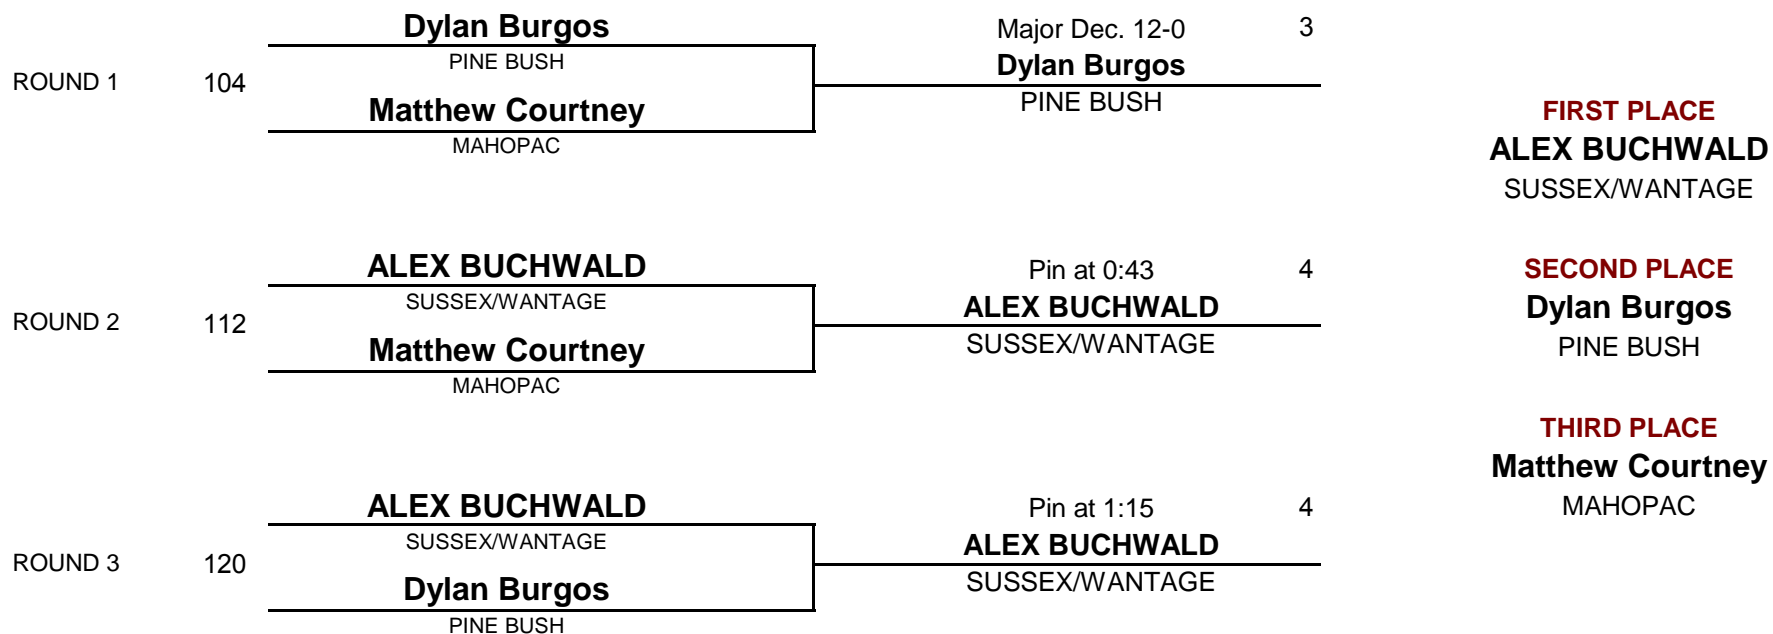 ROUND 1
104
Dylan Burgos
PINE BUSH
Matthew Courtney
MAHOPAC
Major Dec. 12-0
3
Dylan Burgos
PINE BUSH
ROUND 2
112
ALEX BUCHWALD
SUSSEX/WANTAGE
Matthew Courtney
MAHOPAC
Pin at 0:43
4
ALEX BUCHWALD
SUSSEX/WANTAGE
ROUND 3
120
ALEX BUCHWALD
SUSSEX/WANTAGE
Dylan Burgos
PINE BUSH
Pin at 1:15
4
ALEX BUCHWALD
SUSSEX/WANTAGE
FIRST PLACE
ALEX BUCHWALD
SUSSEX/WANTAGE
SECOND PLACE
Dylan Burgos
PINE BUSH
THIRD PLACE
Matthew Courtney
MAHOPAC